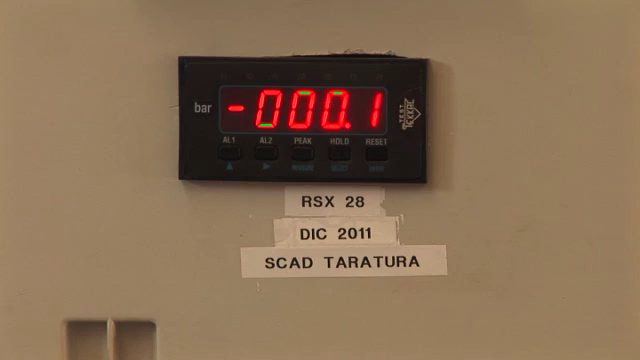 bar -000.1
AL1 AL2 PEAK HOLD RESET
RSX 28
DIC 2011
SCAD TARATURA